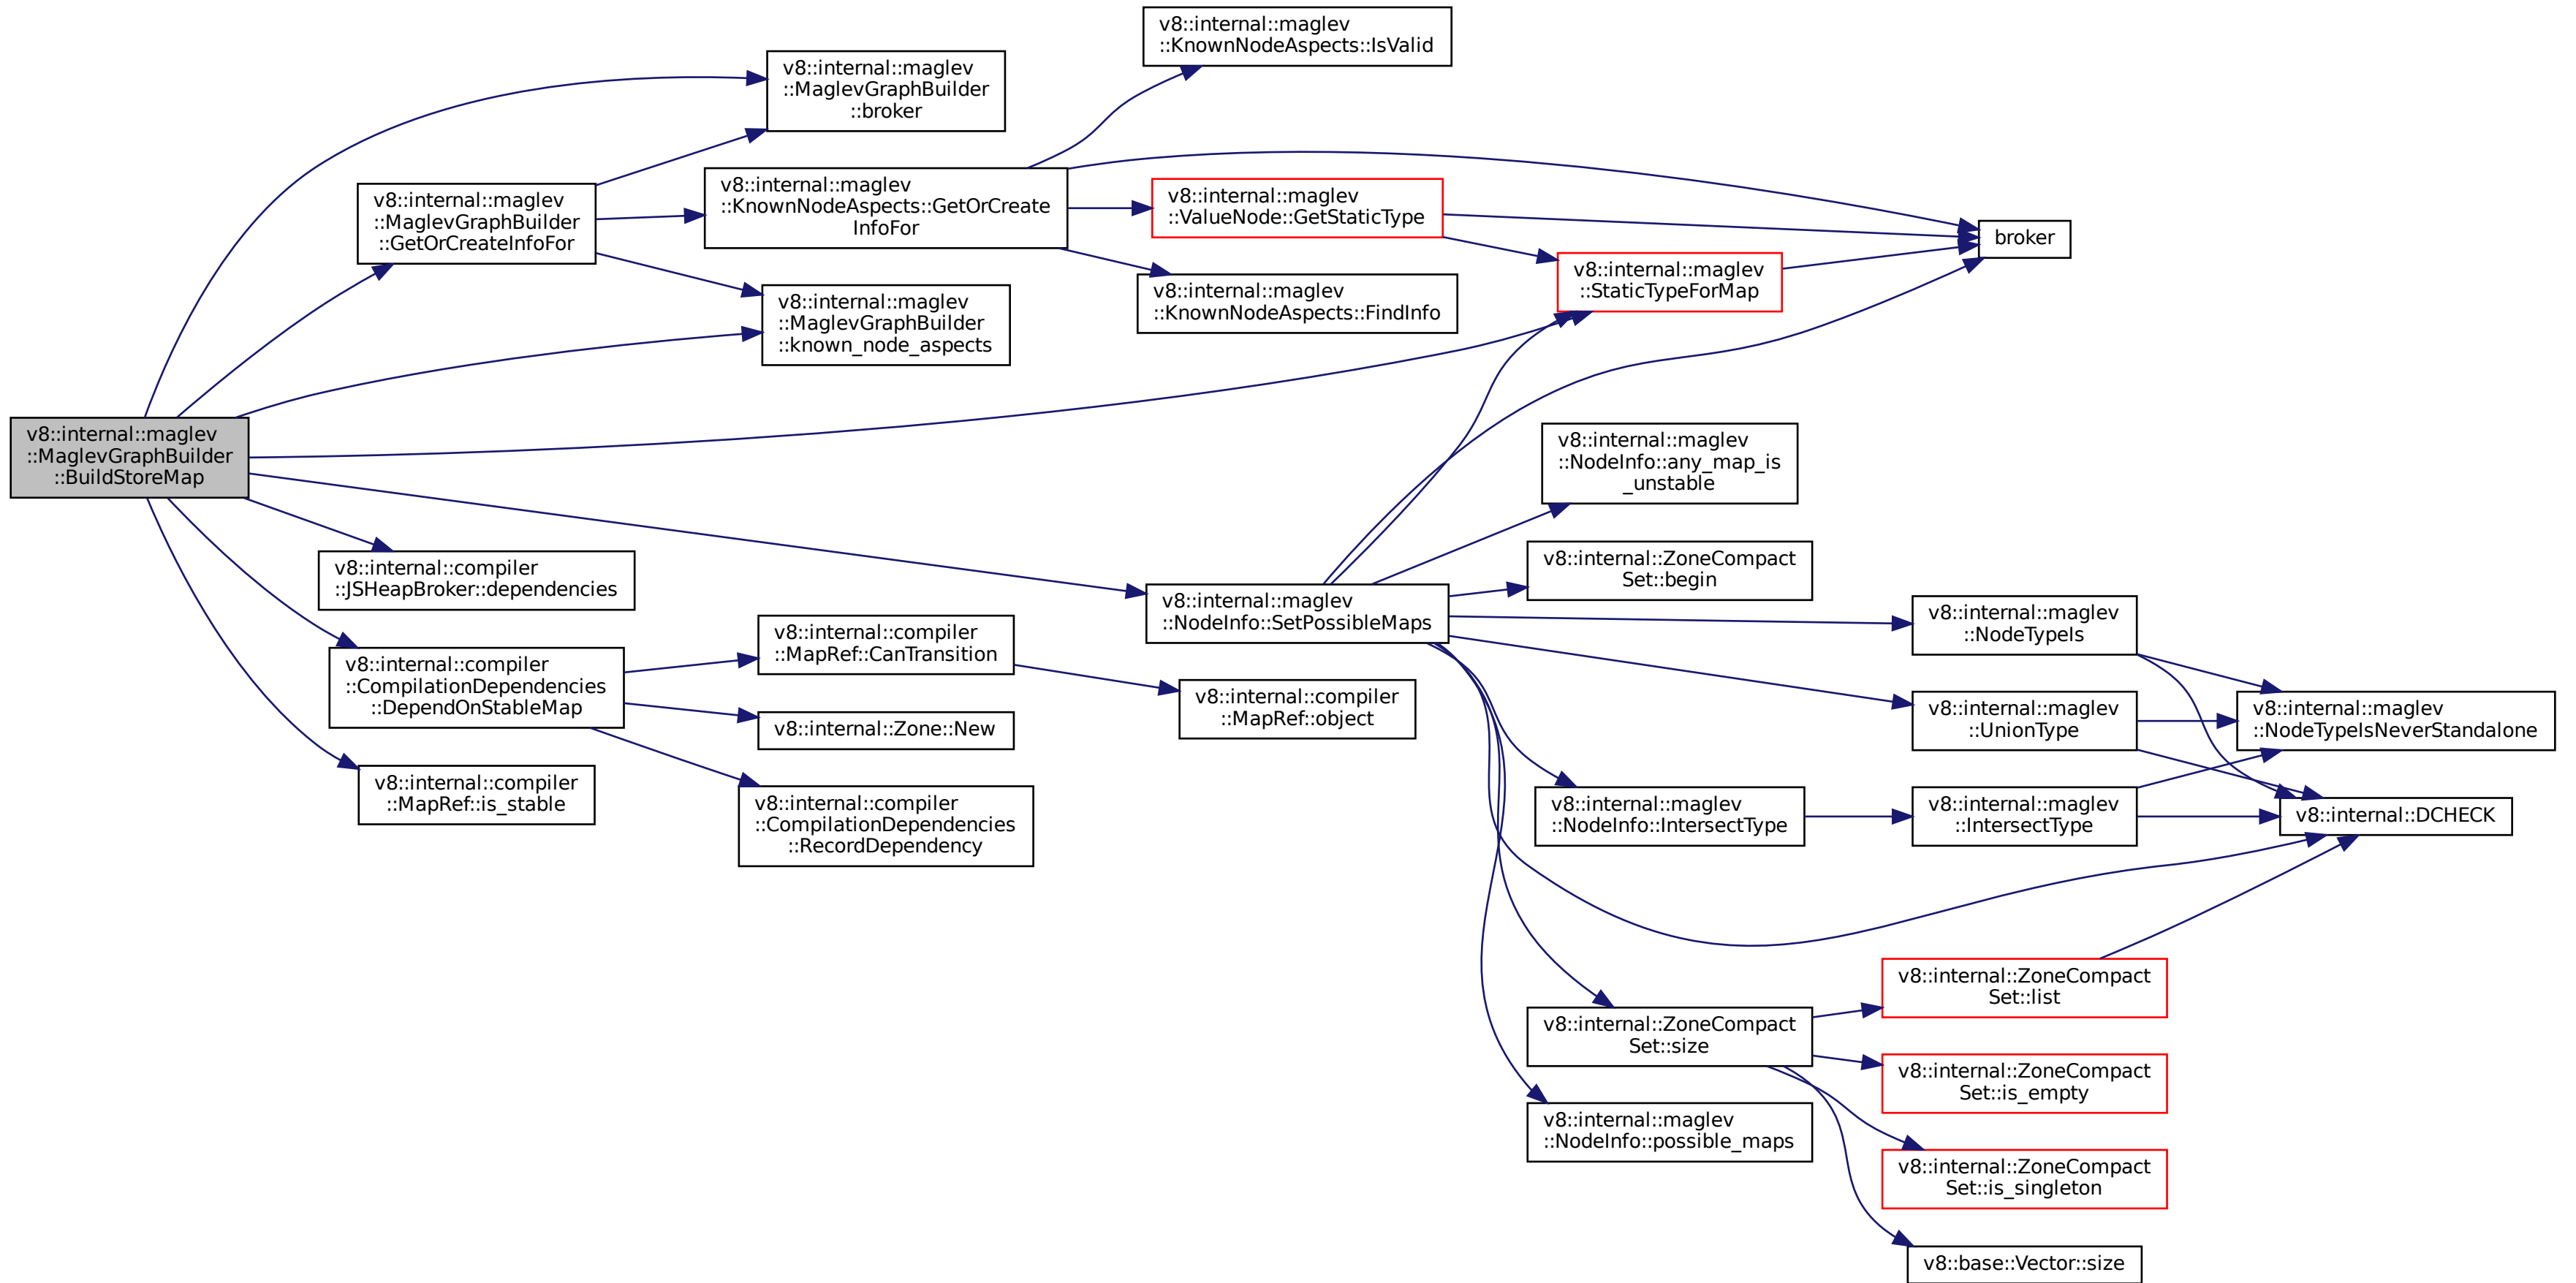 v8::internal::maglev
::KnownNodeAspects::IsValid
v8::internal::maglev
::MaglevGraphBuilder
::broker
v8::internal::maglev
::MaglevGraphBuilder
::GetOrCreateInfoFor
v8::internal::maglev
::KnownNodeAspects::GetOrCreate
InfoFor
v8::internal::maglev
::ValueNode::GetStaticType
broker
v8::internal::maglev
::StaticTypeForMap
v8::internal::maglev
::KnownNodeAspects::FindInfo
v8::internal::maglev
::MaglevGraphBuilder
::known_node_aspects
v8::internal::maglev
::MaglevGraphBuilder
::BuildStoreMap
v8::internal::maglev
::NodeInfo::any_map_is
_unstable
v8::internal::compiler
::JSHeapBroker::dependencies
v8::internal::ZoneCompact
Set::begin
v8::internal::maglev
::NodeInfo::SetPossibleMaps
v8::internal::maglev
::NodeTypeIs
v8::internal::compiler
::MapRef::CanTransition
v8::internal::compiler
::CompilationDependencies
::DependOnStableMap
v8::internal::compiler
::MapRef::object
v8::internal::Zone::New
v8::internal::maglev
::UnionType
v8::internal::maglev
::NodeTypeIsNeverStandalone
v8::internal::compiler
::MapRef::is_stable
v8::internal::compiler
::CompilationDependencies
::RecordDependency
v8::internal::maglev
::NodeInfo::IntersectType
v8::internal::maglev
::IntersectType
v8::internal::DCHECK
v8::internal::ZoneCompact
Set::list
v8::internal::ZoneCompact
Set::size
v8::internal::ZoneCompact
Set::is_empty
v8::internal::maglev
::NodeInfo::possible_maps
v8::internal::ZoneCompact
Set::is_singleton
v8::base::Vector::size